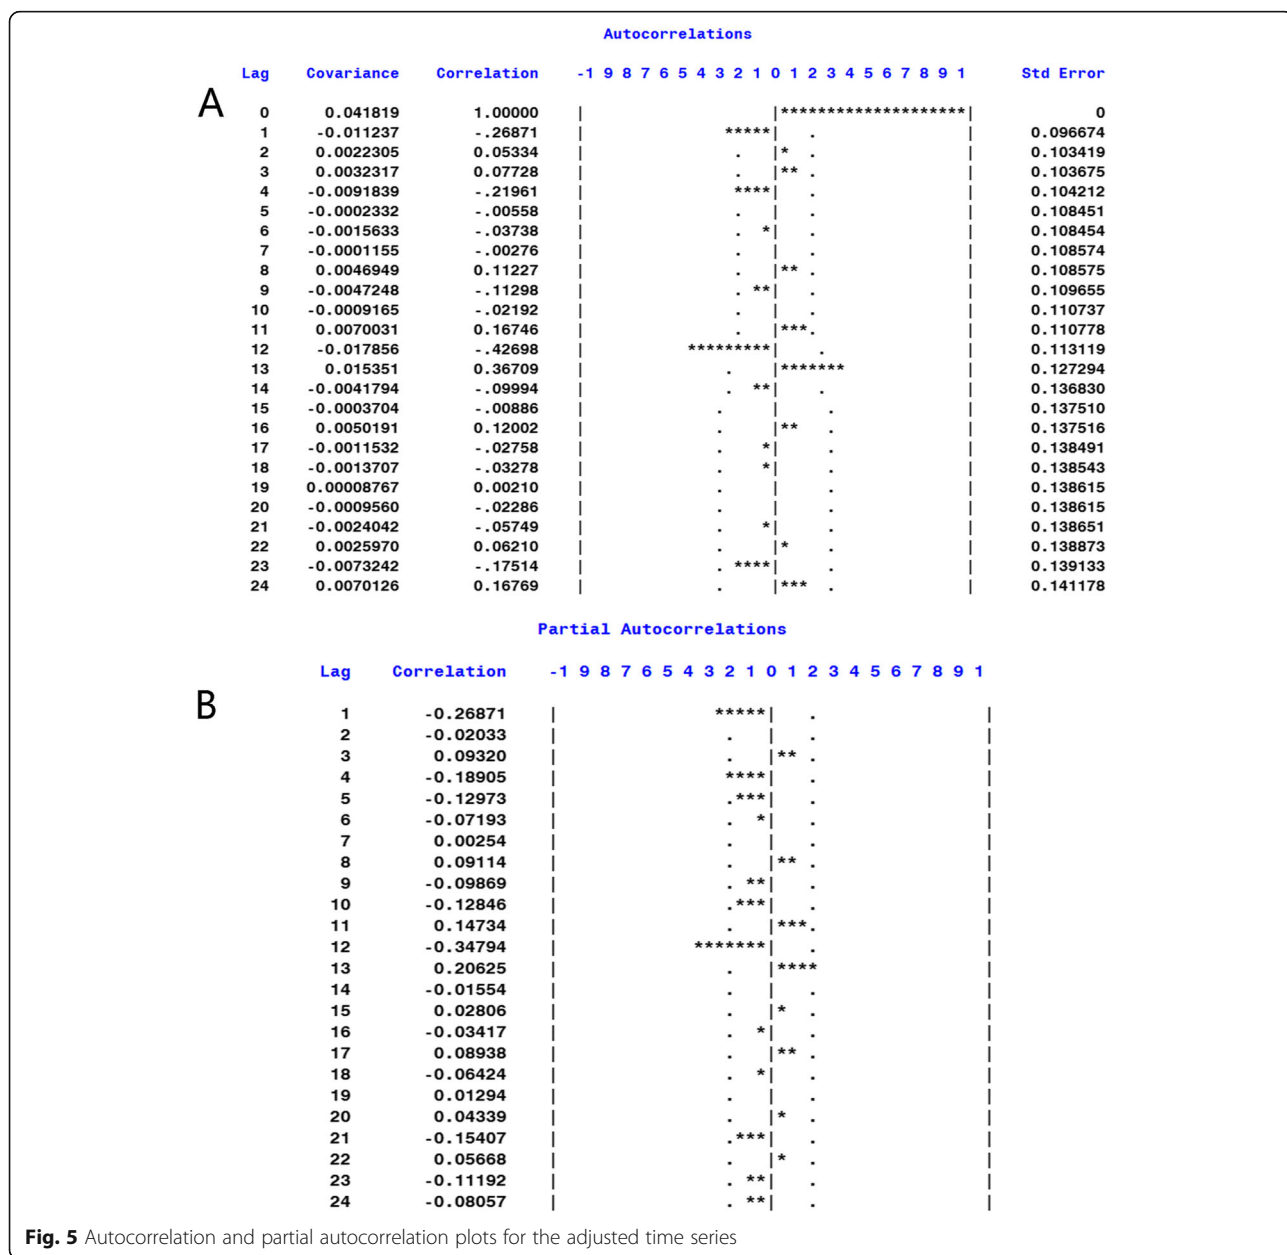 Autocorrelations
Lag Covariance Correlation -1 9 8 7 6 5 4 3 2 1 0 1 2 3 4 5 6 7 8 9 1 Std Error
A
0 0.041819 1.00000 | |********************| 0
1 -0.011237 -.26871 | *****| . | 0.096674
2 0.0022305 0.05334 | . |* . | 0.103419
3 0.0032317 0.07728 | . |** . | 0.103675
4 -0.0091839 -.21961 | ****| . | 0.104212
5 -0.0002332 -.00558 | . | . | 0.108451
6 -0.0015633 -.03738 | . *| . | 0.108454
7 -0.0001155 -.00276 | . | . | 0.108574
8 0.0046949 0.11227 | . |** . | 0.108575
9 -0.0047248 -.11298 | . **| . | 0.109655
10 -0.0009165 -.02192 | . | . | 0.110737
11 0.0070031 0.16746 | . |***. | 0.110778
12 -0.017856 -.42698 | *********| . | 0.113119
13 0.015351 0.36709 | . |******* | 0.127294
14 -0.0041794 -.09994 | . **| . | 0.136830
15 -0.0003704 -.00886 | . | . | 0.137510
16 0.0050191 0.12002 | . |** . | 0.137516
17 -0.0011532 -.02758 | . *| . | 0.138491
18 -0.0013707 -.03278 | . *| . | 0.138543
19 0.00008767 0.00210 | . | . | 0.138615
20 -0.0009560 -.02286 | . | . | 0.138615
21 -0.0024042 -.05749 | . *| . | 0.138651
22 0.0025970 0.06210 | . |* . | 0.138873
23 -0.0073242 -.17514 | . ****| . | 0.139133
24 0.0070126 0.16769 | . |*** . | 0.141178
Partial Autocorrelations
Lag Correlation -1 9 8 7 6 5 4 3 2 1 0 1 2 3 4 5 6 7 8 9 1
B
1 -0.26871 | *****| . |
2 -0.02033 | . | . |
3 0.09320 | . |** . |
4 -0.18905 | ****| . |
5 -0.12973 | .***| . |
6 -0.07193 | . *| . |
7 0.00254 | . | . |
8 0.09114 | . |** . |
9 -0.09869 | . **| . |
10 -0.12846 | .***| . |
11 0.14734 | . |***. |
12 -0.34794 | *******| . |
13 0.20625 | . |**** |
14 -0.01554 | . | . |
15 0.02806 | . |* . |
16 -0.03417 | . *| . |
17 0.08938 | . |** . |
18 -0.06424 | . *| . |
19 0.01294 | . | . |
20 0.04339 | . |* . |
21 -0.15407 | .***| . |
22 0.05668 | . |* . |
23 -0.11192 | . **| . |
24 -0.08057 | . **| . |
Fig. 5 Autocorrelation and partial autocorrelation plots for the adjusted time series